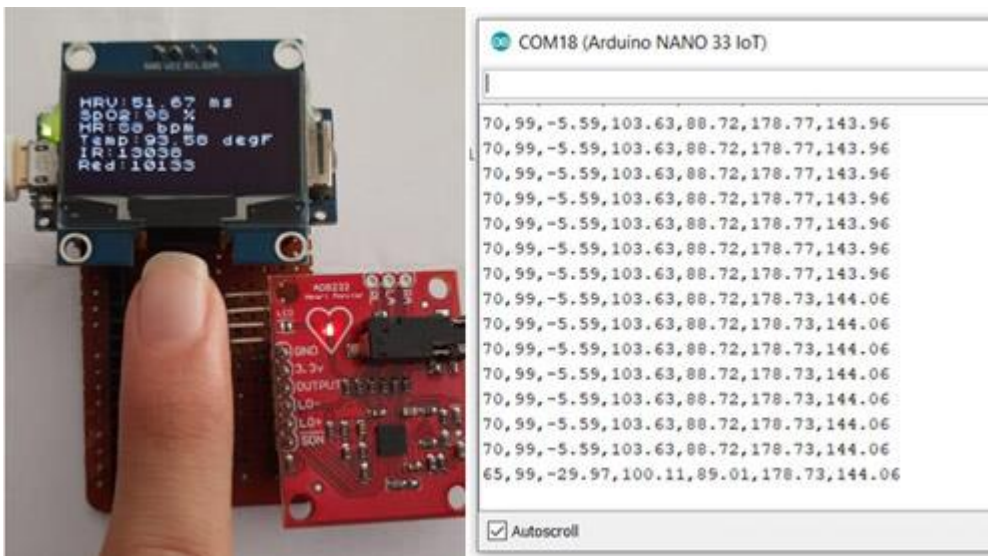 HRV:51.67 ms
%
bpm
degF
IR:13038
Red:10133
AD8232
Heart Monitor
GND
3.3v
OUTPUT
LO-
LO+
SDN
COM18 (Arduino NANO 33 IoT)
70,99,-5.59,103.63,88.72,178.77,143.96
70,99,-5.59,103.63,88.72,178.77,143.96
70,99,-5.59,103.63,88.72,178.77,143.96
70,99,-5.59,103.63,88.72,178.77,143.96
70,99,-5.59,103.63,88.72,178.77,143.96
70,99,-5.59,103.63,88.72,178.77,143.96
70,99,-5.59,103.63,88.72,178.77,143.96
70,99,-5.59,103.63,88.72,178.73,144.06
70,99,-5.59,103.63,88.72,178.73,144.06
70,99,-5.59,103.63,88.72,178.73,144.06
70,99,-5.59,103.63,88.72,178.73,144.06
70,99,-5.59,103.63,88.72,178.73,144.06
70,99,-5.59,103.63,88.72,178.73,144.06
70,99,-5.59,103.63,88.72,178.73,144.06
65,99,-29.97,100.11,89.01,178.73,144.06
Autoscroll